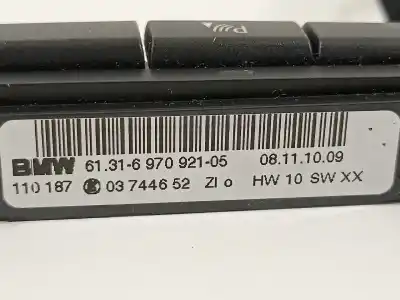 P
BMW 61.31-6 970 921-05 08.11.10.09
110 187 03 7446 52 ZI o HW 10 SW XX